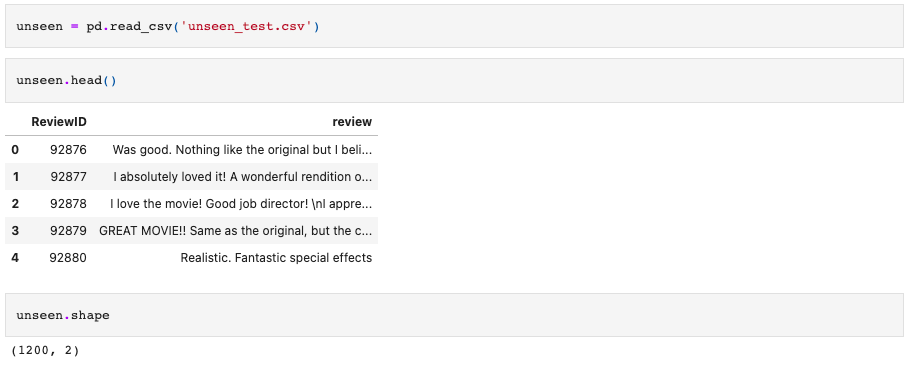 unseen = pd.read_csv('unseen_test.csv')
unseen.head()
ReviewID review
0 92876 Was good. Nothing like the original but I beli...
1 92877 I absolutely loved it! A wonderful rendition o...
2 92878 I love the movie! Good job director! \nI appre...
3 92879 GREAT MOVIE!! Same as the original, but the c...
4 92880 Realistic. Fantastic special effects
unseen.shape
(1200, 2)